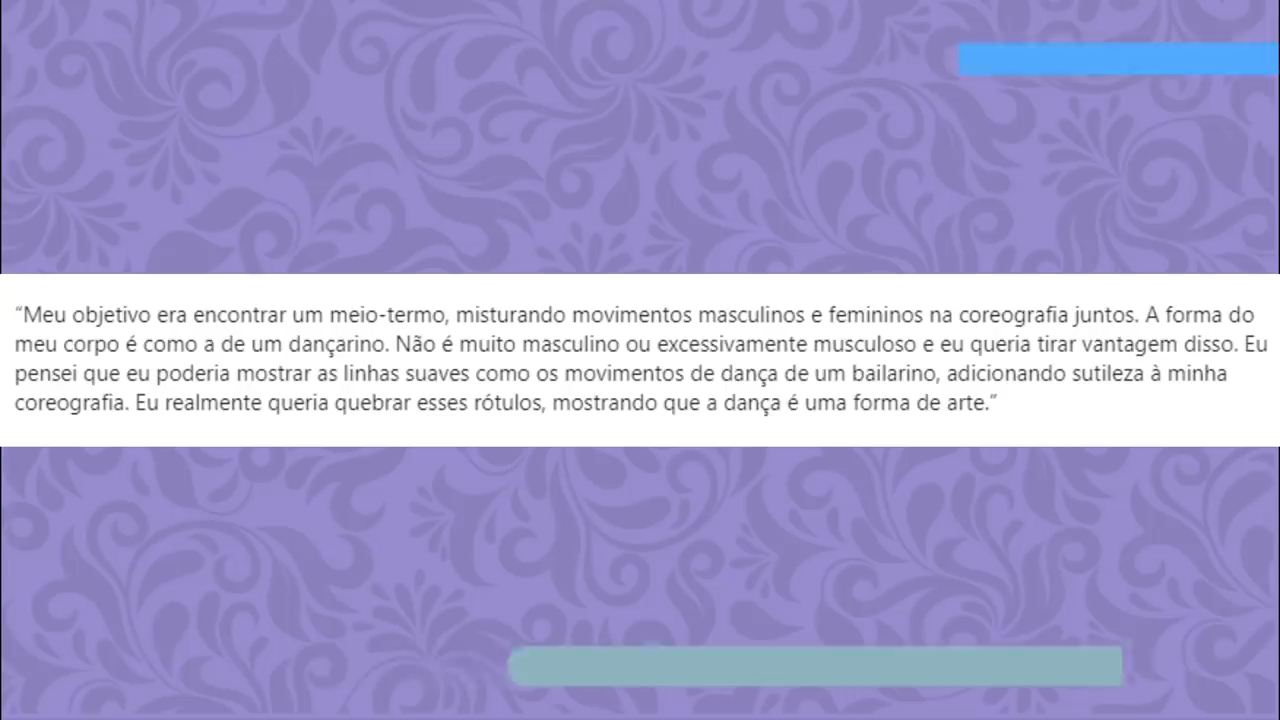 “Meu objetivo era encontrar um meio-termo, misturando movimentos masculinos e femininos na coreografia juntos. A forma do
meu corpo é como a de um dançarino. Não é muito masculino ou excessivamente musculoso e eu queria tirar vantagem disso. Eu
pensei que eu poderia mostrar as linhas suaves como os movimentos de dança de um bailarino, adicionando sutileza à minha
coreografia. Eu realmente queria quebrar esses rótulos, mostrando que a dança é uma forma de arte.”